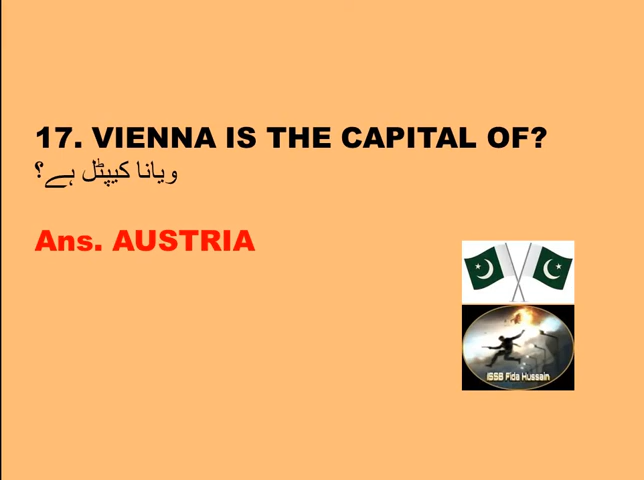 17. VIENNA IS THE CAPITAL OF?
ویانا کیپٹل ہے؟
Ans. AUSTRIA
ISSB Fida Hussain